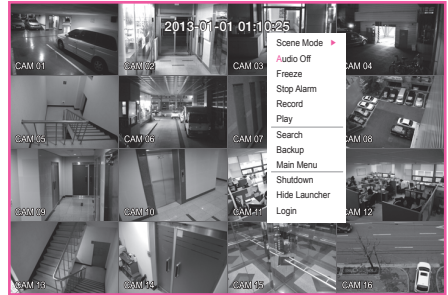 2013-01-01 01:10:25
CAM 01
CAM 02
CAM 03
CAM 04
Scene Mode
Audio Off
Freeze
Stop Alarm
Record
Play
Search
Backup
Main Menu
Shutdown
Hide Launcher
Login
CAM 05
CAM 06
CAM 07
CAM 08
CAM 09
CAM 10
CAM 11
CAM 12
CAM 13
CAM 14
CAM 15
CAM 16